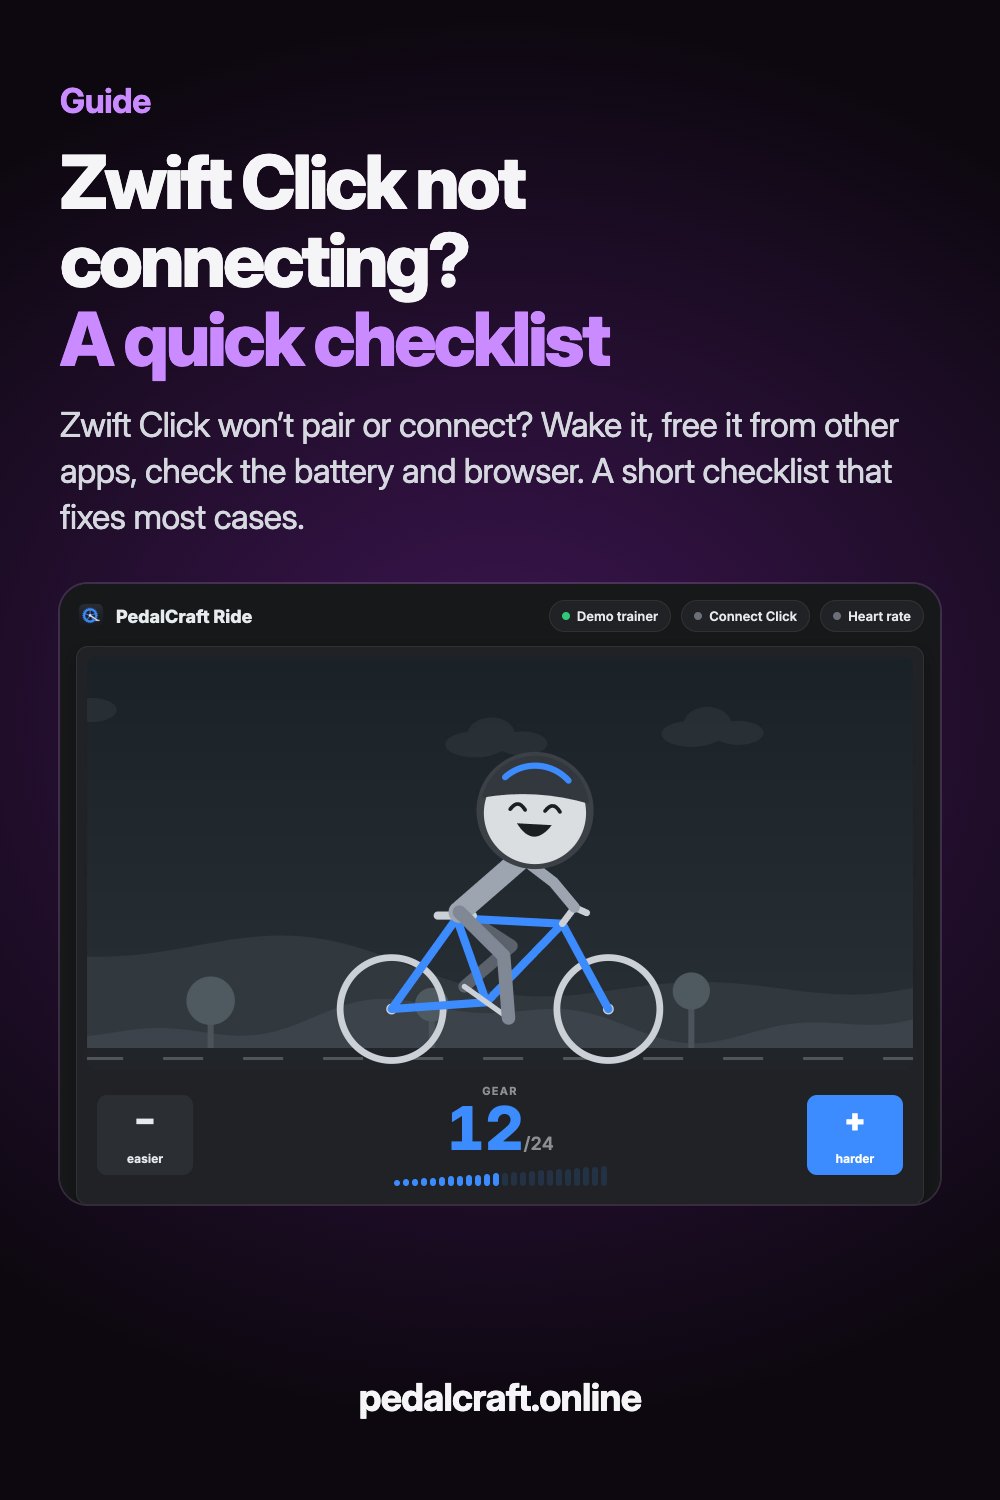 Guide
Zwift Click not
connecting?
A quick checklist
Zwift Click won’t pair or connect? Wake it, free it from other
apps, check the battery and browser. A short checklist that
fixes most cases.
PedalCraft Ride
Demo trainer
Connect Click
Heart rate
GEAR
12/24
−
easier
+
harder
pedalcraft.online